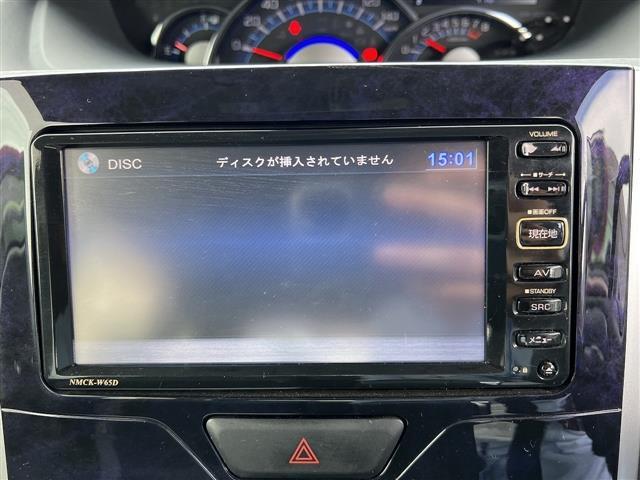 DISC ディスクが挿入されていません 15:01
VOLUME
サーチ
画面OFF
現在地
AV
STANDBY
SRC
メニュー
NMCK-W65D